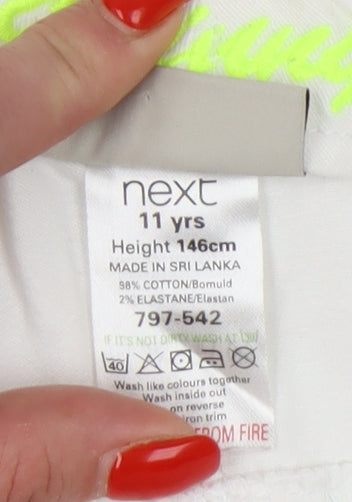 next
11 yrs
Height 146cm
MADE IN SRI LANKA
98% COTTON/Bomuld
2% ELASTANE/Elastan
797-542
IF IT'S NOT DIRTY WASH AT
40
Wash like colours together
Wash inside out
on reverse
iron trim
FROM FIRE